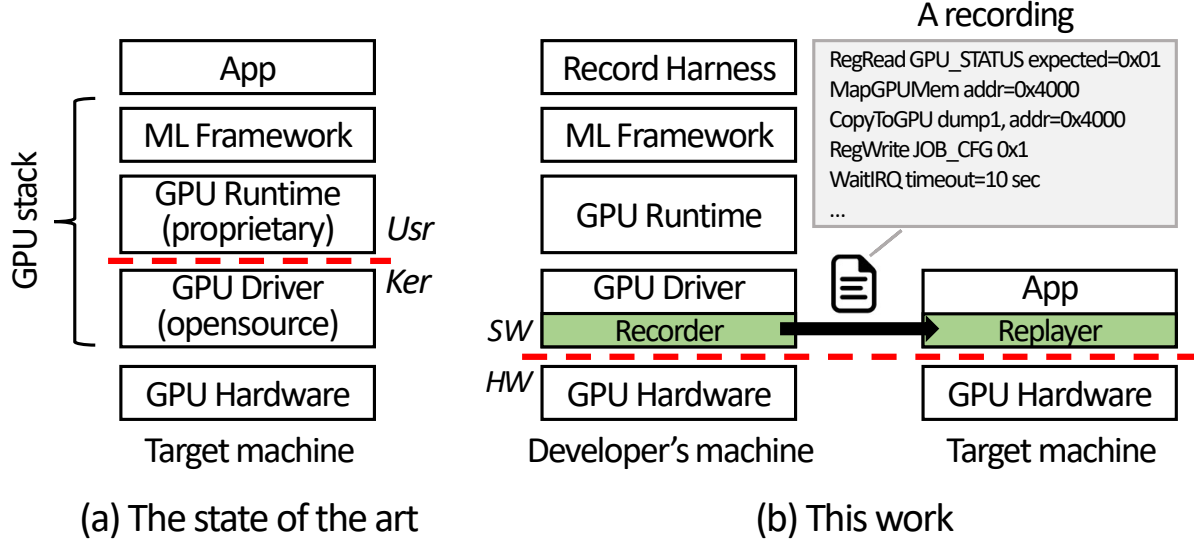 App
ML Framework
GPU Runtime
(proprietary)
GPU Driver
(opensource)
GPU Hardware
GPU stack
Usr
Ker
Target machine
(a) The state of the art
A recording
RegRead GPU_STATUS expected=0x01
MapGPUMem addr=0x4000
CopyToGPU dump1, addr=0x4000
RegWrite JOB_CFG 0x1
WaitIRQ timeout=10 sec
...
Record Harness
ML Framework
GPU Runtime
GPU Driver
Recorder
SW
HW
GPU Hardware
Developer's machine
App
Replayer
GPU Hardware
Target machine
(b) This work